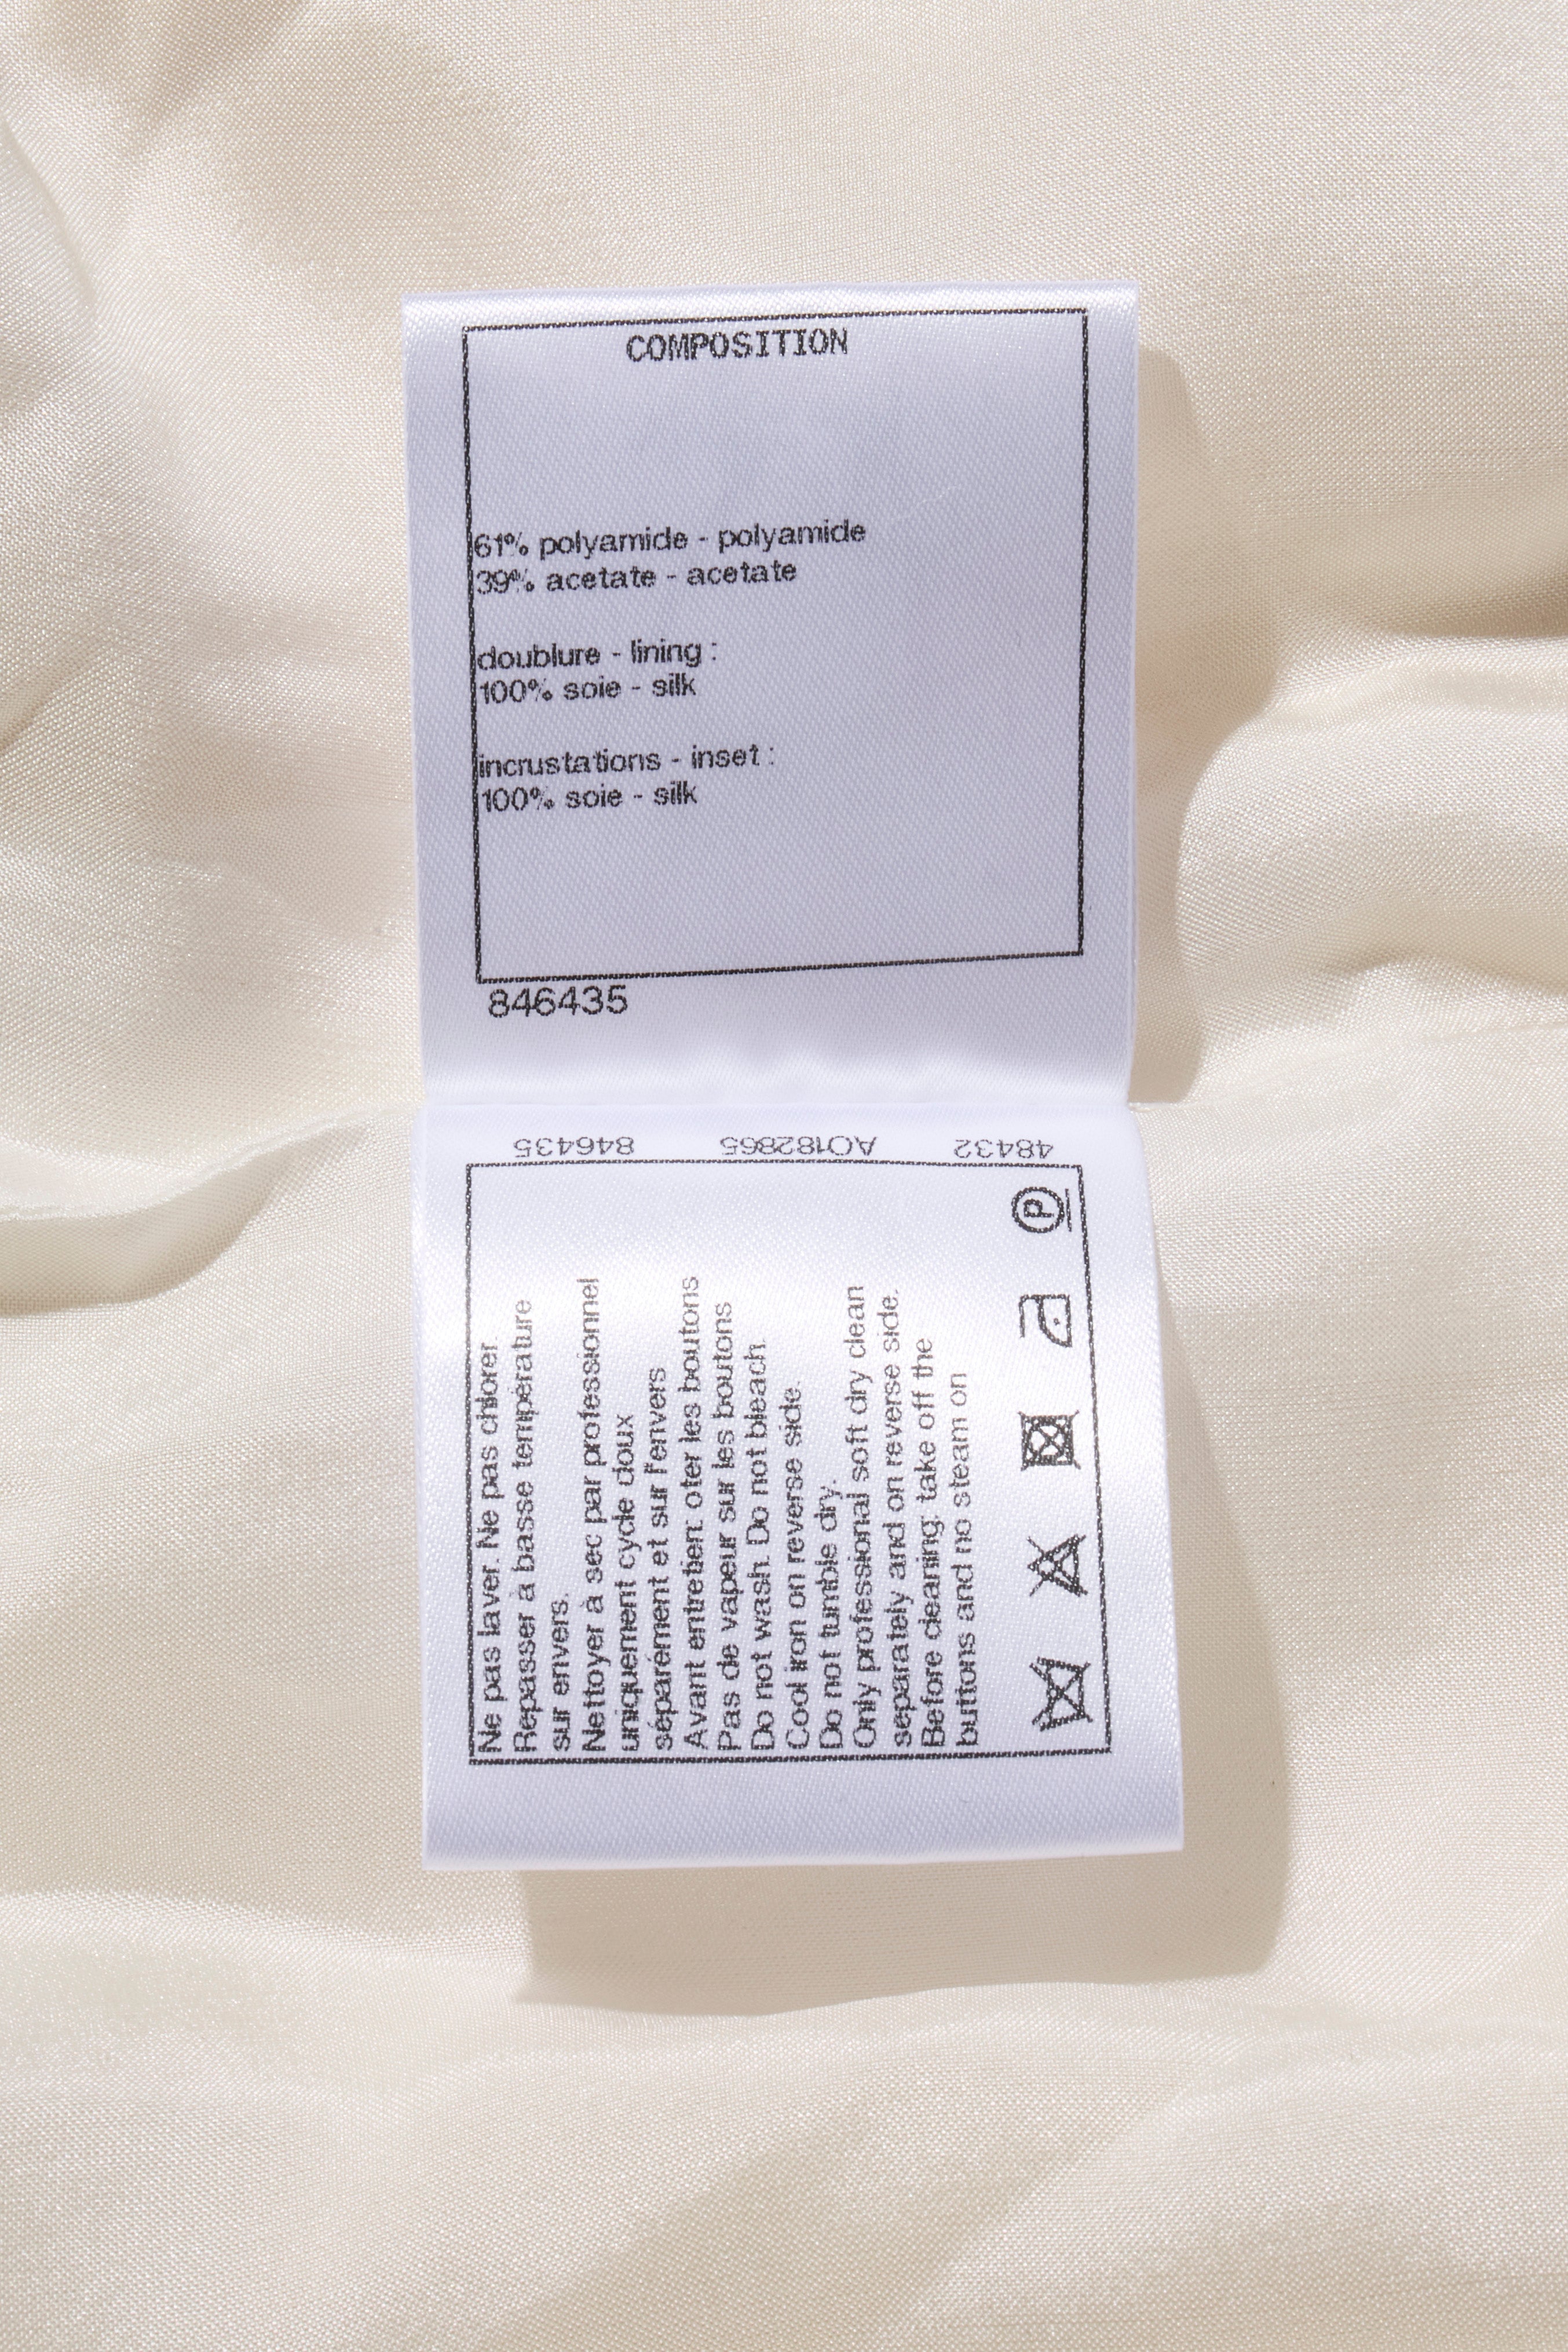 COMPOSITION
61% polyamide - polyamide
39% acetate - acetate
doublure - lining :
100% soie - silk
incrustations - inset :
100% soie - silk
846435
846435 AO182865 48432
Ne pas laver. Ne pas chlorer.
Repasser à basse température
sur envers.
Nettoyer à sec par professionnel
uniquement cycle doux
séparément et sur l'envers
Avant entretien: oter les boutons
Pas de vapeur sur les boutons
Do not wash. Do not bleach.
Cool iron on reverse side.
Do not tumble dry.
Only professional soft dry clean
separately and on reverse side.
Before cleaning: take off the
buttons and no steam on
P